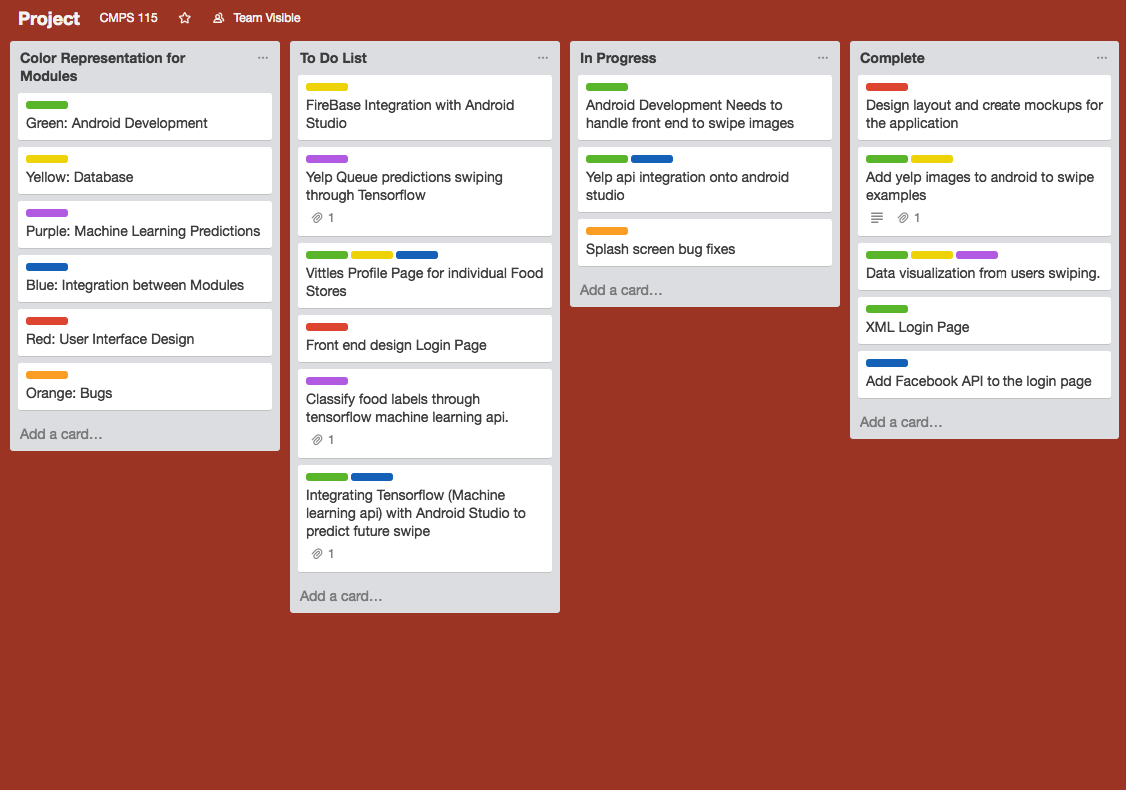 Project CMPS 115 Team Visible
Color Representation for
Modules
...
Green: Android Development
Yellow: Database
Purple: Machine Learning Predictions
Blue: Integration between Modules
Red: User Interface Design
Orange: Bugs
Add a card...
To Do List ...
FireBase Integration with Android
Studio
Yelp Queue predictions swiping
through Tensorflow
1
Vittles Profile Page for individual Food
Stores
Front end design Login Page
Classify food labels through
tensorflow machine learning api.
1
Integrating Tensorflow (Machine
learning api) with Android Studio to
predict future swipe
1
Add a card...
In Progress ...
Android Development Needs to
handle front end to swipe images
Yelp api integration onto android
studio
Splash screen bug fixes
Add a card...
Complete ...
Design layout and create mockups for
the application
Add yelp images to android to swipe
examples
1
Data visualization from users swiping.
XML Login Page
Add Facebook API to the login page
Add a card...